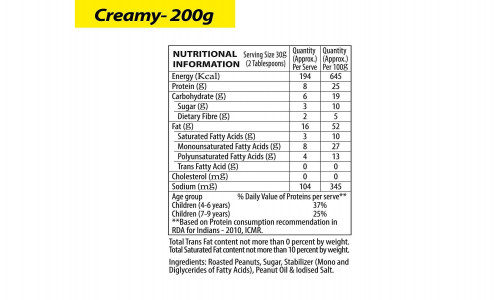 Creamy- 200g
NUTRITIONAL INFORMATION Serving Size 30g (2 Tablespoons) Quantity (Approx.) Per Serve Quantity (Approx.) Per 100g
Energy (Kcal) 194 645
Protein (g) 8 25
Carbohydrate (g) 6 19
Sugar (g) 3 10
Dietary Fibre (g) 2 5
Fat (g) 16 52
Saturated Fatty Acids (g) 3 10
Monounsaturated Fatty Acids (g) 8 27
Polyunsaturated Fatty Acids (g) 4 13
Trans Fatty Acid (g) 0 0
Cholesterol (mg) 0 0
Sodium (mg) 104 345
Age group % Daily Value of Proteins per serve**
Children (4-6 years) 37%
Children (7-9 years) 25%
**Based on Protein consumption recommendation in
RDA for Indians - 2010, ICMR.
Total Trans Fat content not more than 0 percent by weight.
Total Saturated Fat content not more than 10 percent by weight.
Ingredients: Roasted Peanuts, Sugar, Stabilizer (Mono and
Diglycerides of Fatty Acids), Peanut Oil & Iodised Salt.